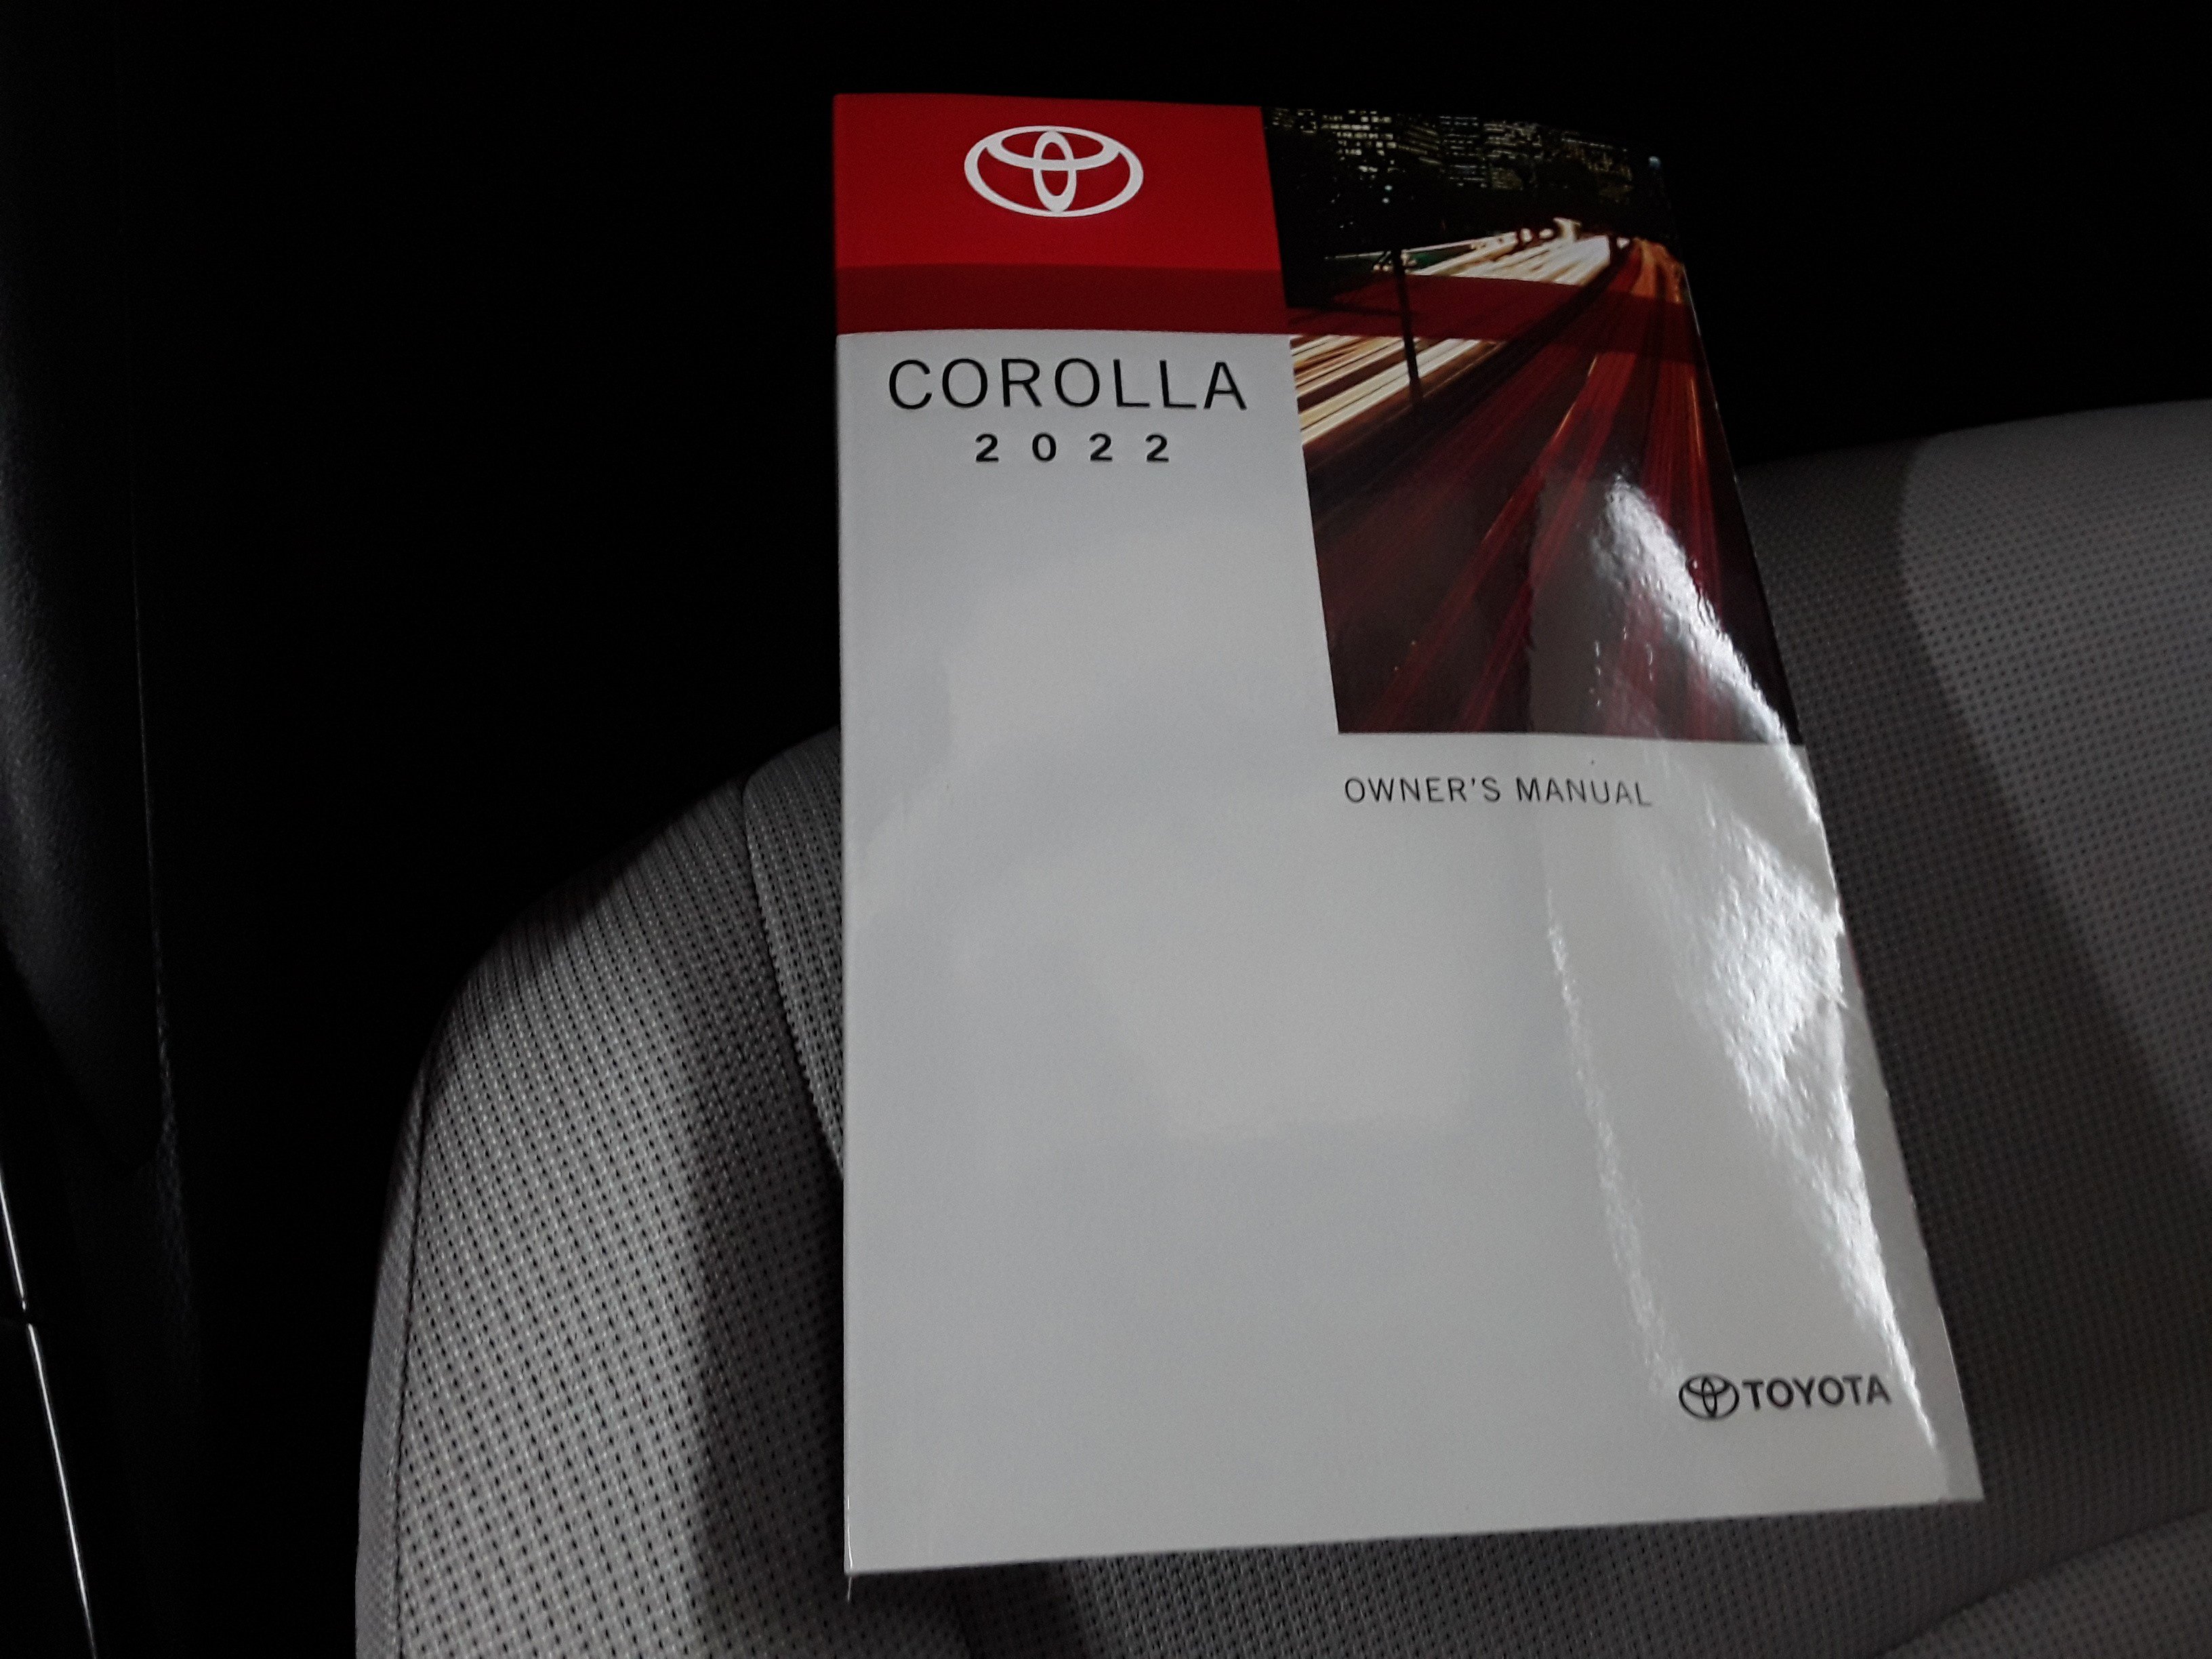 COROLLA
2022
OWNER'S MANUAL
TOYOTA